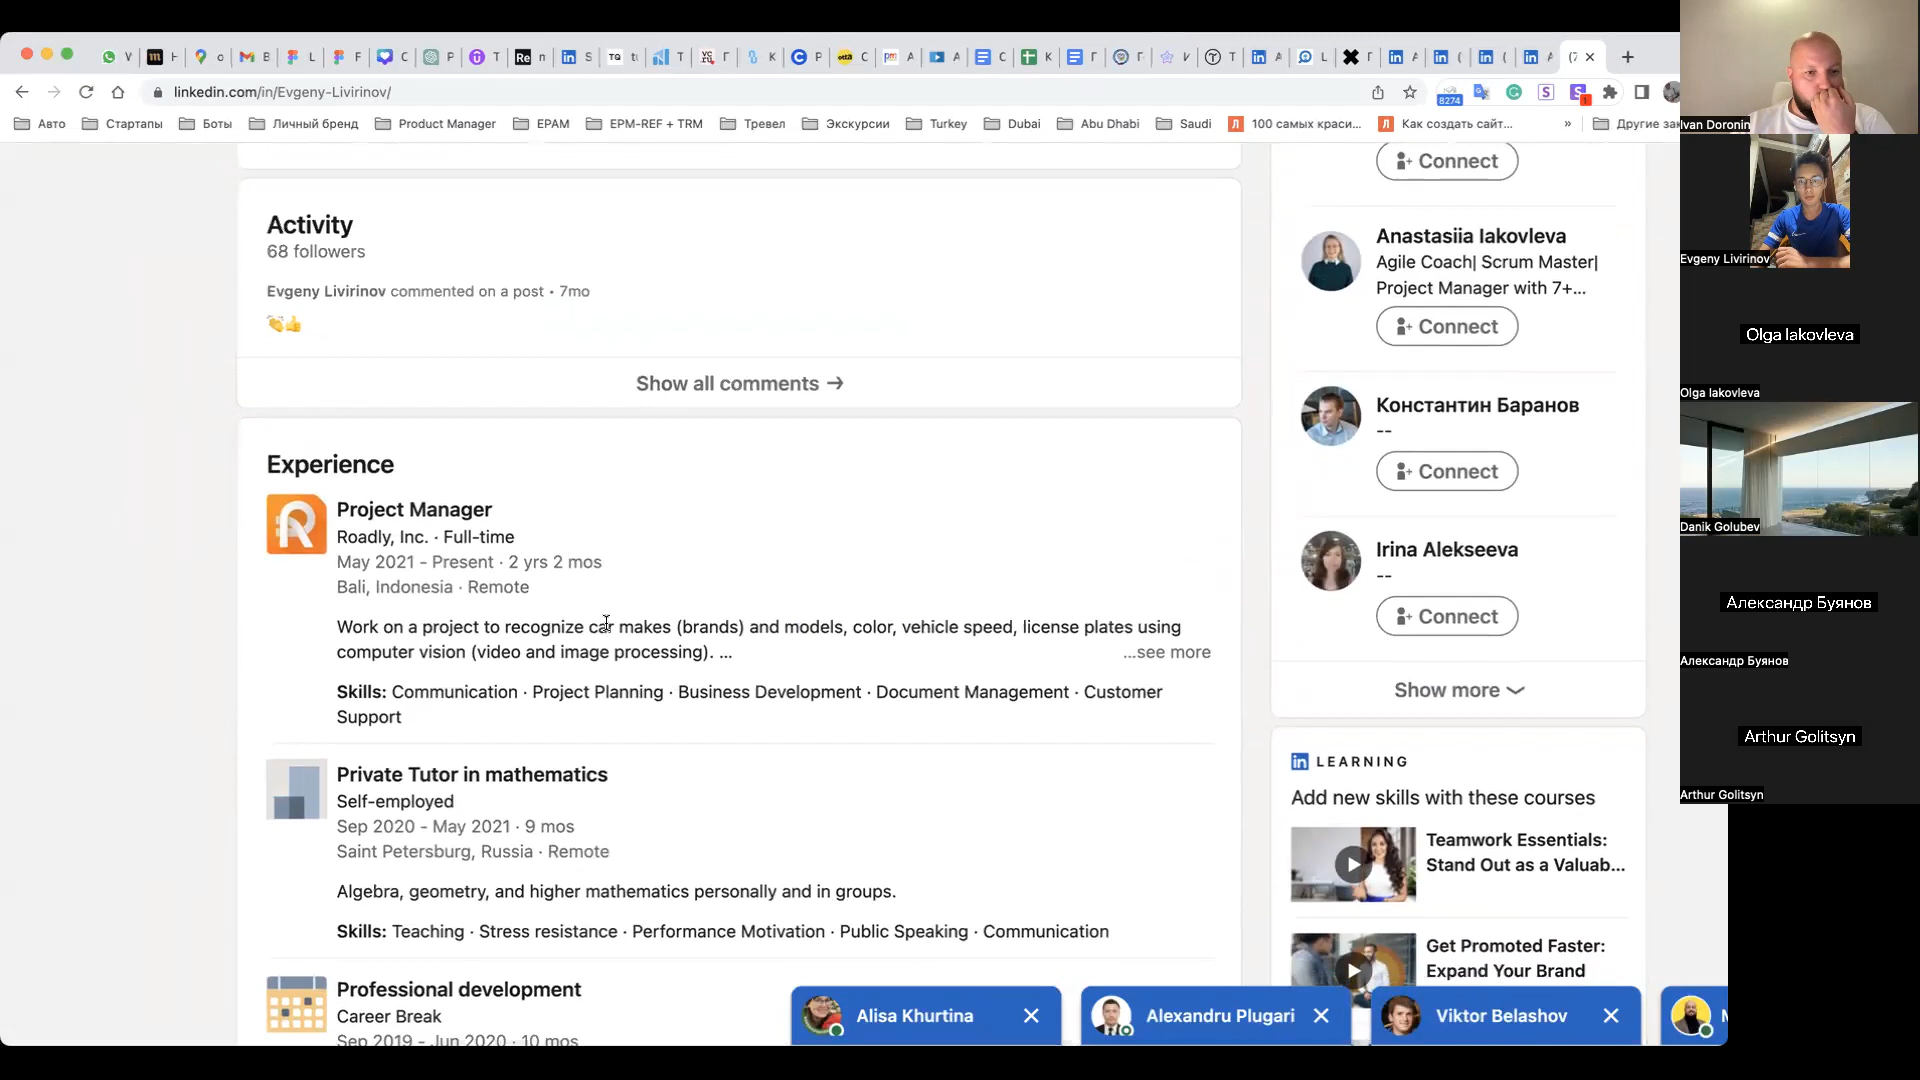 linkedin.com/in/Evgeny-Livirinov/
8274
1
Авто
Стартапы
Боты
Личный бренд
Product Manager
EPAM
EPM-REF + TRM
Тревел
Экскурсии
Turkey
Dubai
Abu Dhabi
Saudi
100 самых краси...
Как создать сайт...
»
Другие
Activity
68 followers
Evgeny Livirinov commented on a post • 7mo
👏👍
Show all comments →
Experience
Project Manager
Roadly, Inc. · Full-time
May 2021 - Present · 2 yrs 2 mos
Bali, Indonesia · Remote
Work on a project to recognize car makes (brands) and models, color, vehicle speed, license plates using
computer vision (video and image processing). ...
...see more
Skills: Communication · Project Planning · Business Development · Document Management · Customer
Support
Private Tutor in mathematics
Self-employed
Sep 2020 - May 2021 · 9 mos
Saint Petersburg, Russia · Remote
Algebra, geometry, and higher mathematics personally and in groups.
Skills: Teaching · Stress resistance · Performance Motivation · Public Speaking · Communication
Professional development
Career Break
Sep 2019 - Jun 2020 · 10 mos
Connect
Anastasiia Iakovleva
Agile Coach| Scrum Master|
Project Manager with 7+...
Connect
Константин Баранов
--
Connect
Irina Alekseeva
--
Connect
Show more
in LEARNING
Add new skills with these courses
Teamwork Essentials:
Stand Out as a Valuab...
Get Promoted Faster:
Expand Your Brand
Alisa Khurtina
Alexandru Plugari
Viktor Belashov
Ivan Doronin
Evgeny Livirinov
Olga Iakovleva
Olga Iakovleva
Danik Golubev
Александр Буянов
Александр Буянов
Arthur Golitsyn
Arthur Golitsyn